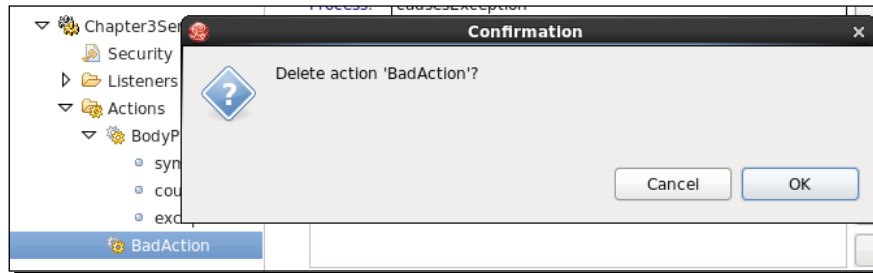 Process: causesException
Chapter3Ser
Confirmation
Security
Delete action 'BadAction'?
Listeners
Actions
BodyP
sym
cou
Cancel
OK
exc
BadAction